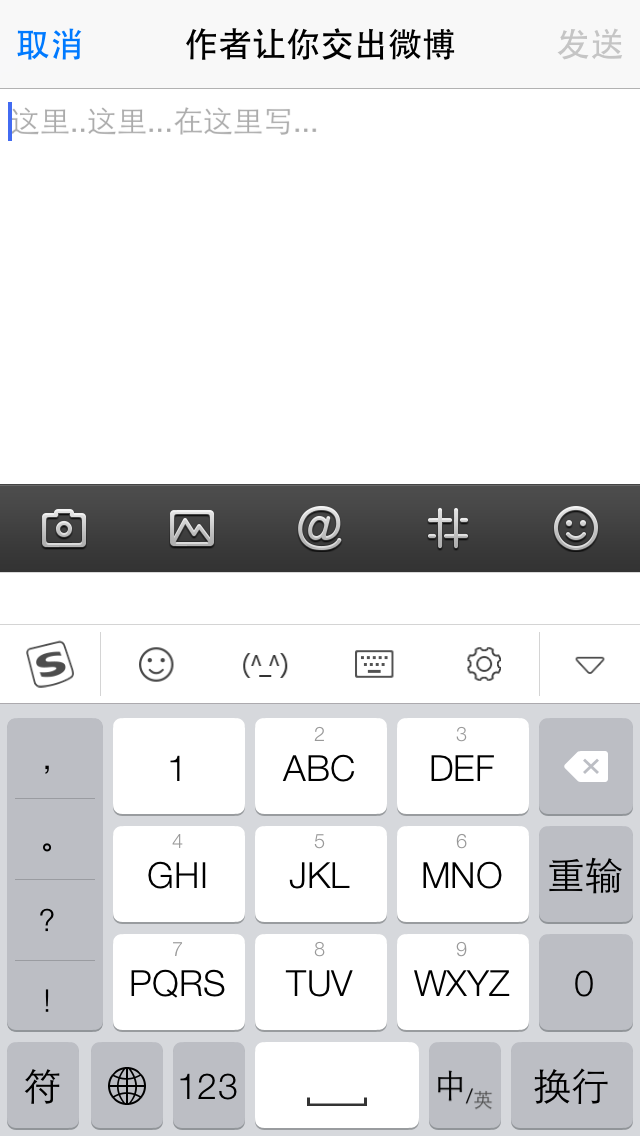 取消 作者让你交出微博 发送
这里..这里...在这里写...
(^_^)
， 1 2 ABC 3 DEF
。 4 GHI 5 JKL 6 MNO 重输
? 7 PQRS 8 TUV 9 WXYZ 0
!
符 123 中/英 换行